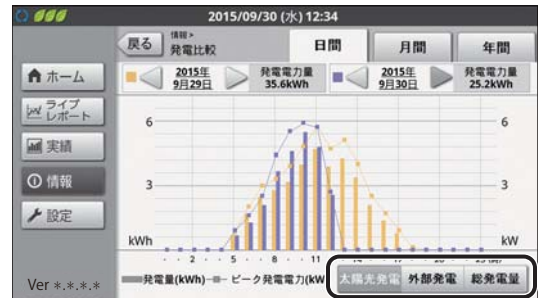 2015/09/30 (水) 12:34
戻る
情報 >
発電比較
日間
月間
年間
ホーム
ライブ
レポート
実績
情報
設定
Ver *.*.*.*
2015年
9月29日
発電電力量
35.6kWh
2015年
9月30日
発電電力量
25.2kWh
6
6
3
3
kWh
kW
2
5
8
11
発電量(kWh)
ピーク発電電力(kW
太陽光発電
外部発電
総発電量